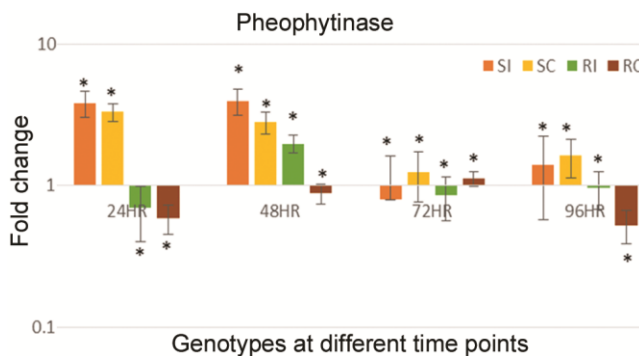 Pheophytinase
10
SI SC RI RC
* * * * * * * * * * * * * * * *
Fold change
1
24HR 48HR 72HR 96HR
0.1
Genotypes at different time points